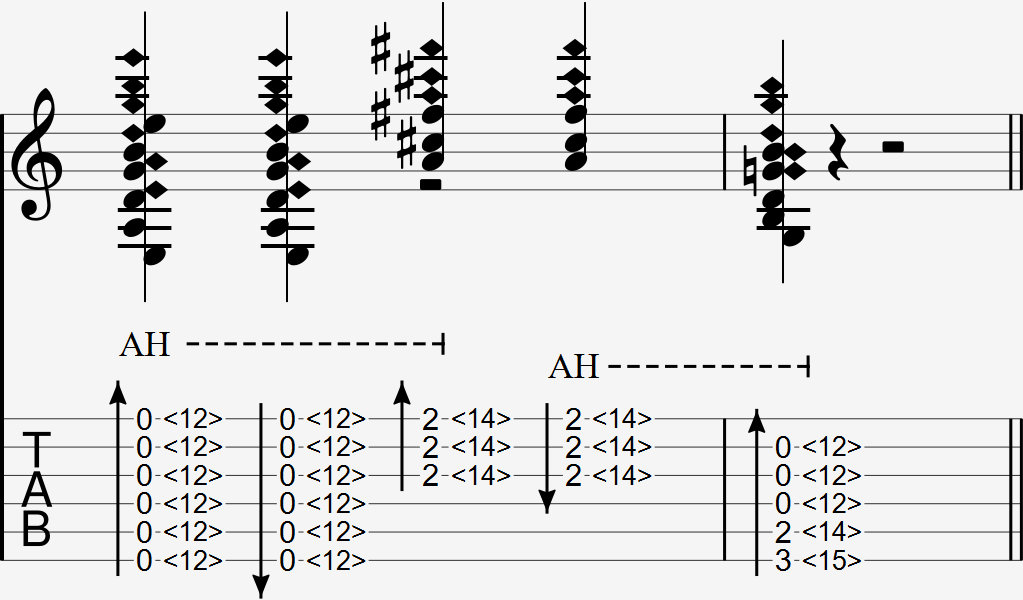 AH
AH
0 <12> 0 <12> 2 <14> 2 <14>
T 0 <12> 0 <12> 2 <14> 2 <14> 0 <12>
A 0 <12> 0 <12> 2 <14> 2 <14> 0 <12>
0 <12> 0 <12> 0 <12>
B 0 <12> 0 <12> 2 <14>
0 <12> 0 <12> 3 <15>